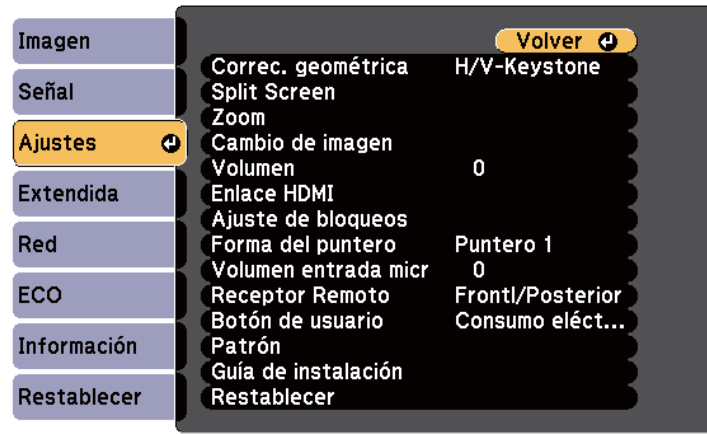 Imagen
Señal
Ajustes
Extendida
Red
ECO
Información
Restablecer
Volver
Correc. geométrica H/V-Keystone
Split Screen
Zoom
Cambio de imagen
Volumen 0
Enlace HDMI
Ajuste de bloqueos
Forma del puntero Puntero 1
Volumen entrada micr 0
Receptor Remoto Frontl/Posterior
Botón de usuario Consumo eléct...
Patrón
Guía de instalación
Restablecer